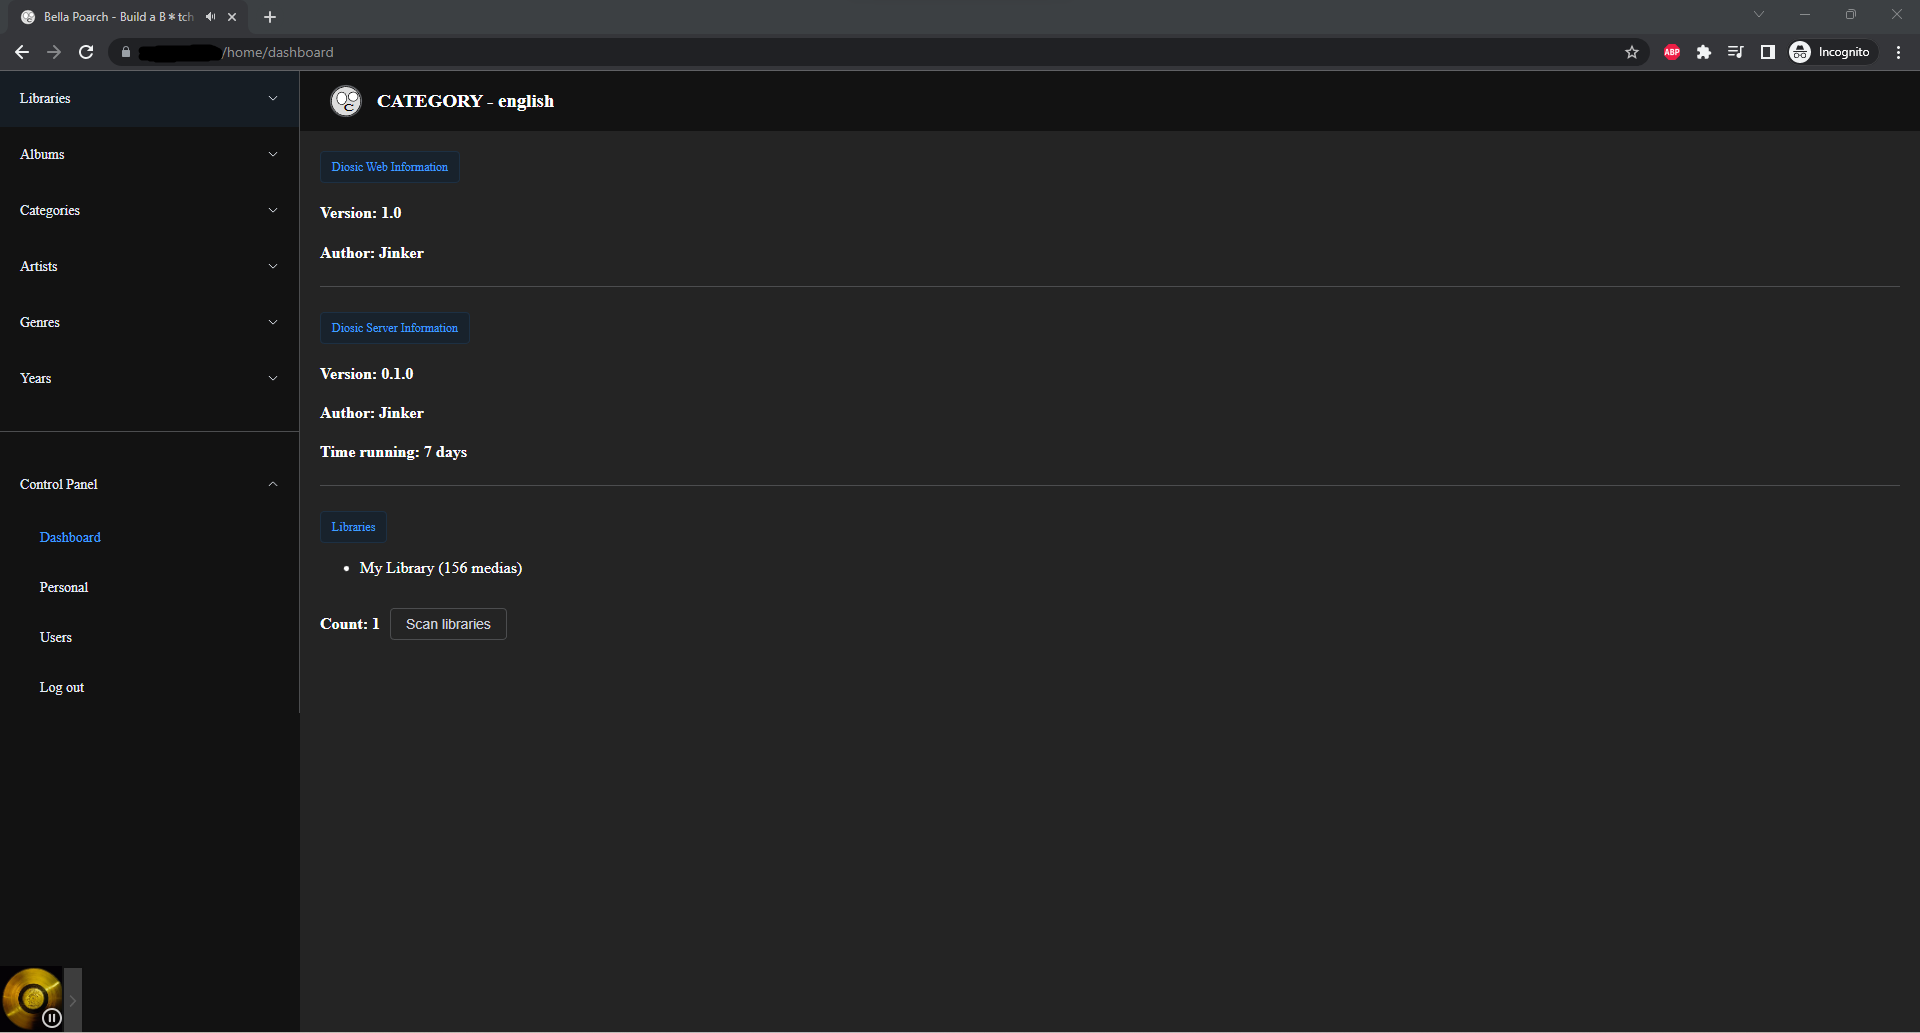 Bella Poarch - Build a B*tch
/home/dashboard
ABP
Incognito
Libraries
Albums
Categories
Artists
Genres
Years
Control Panel
Dashboard
Personal
Users
Log out
CATEGORY - english
Diosic Web Information
Version: 1.0
Author: Jinker
Diosic Server Information
Version: 0.1.0
Author: Jinker
Time running: 7 days
Libraries
• My Library (156 medias)
Count: 1 Scan libraries